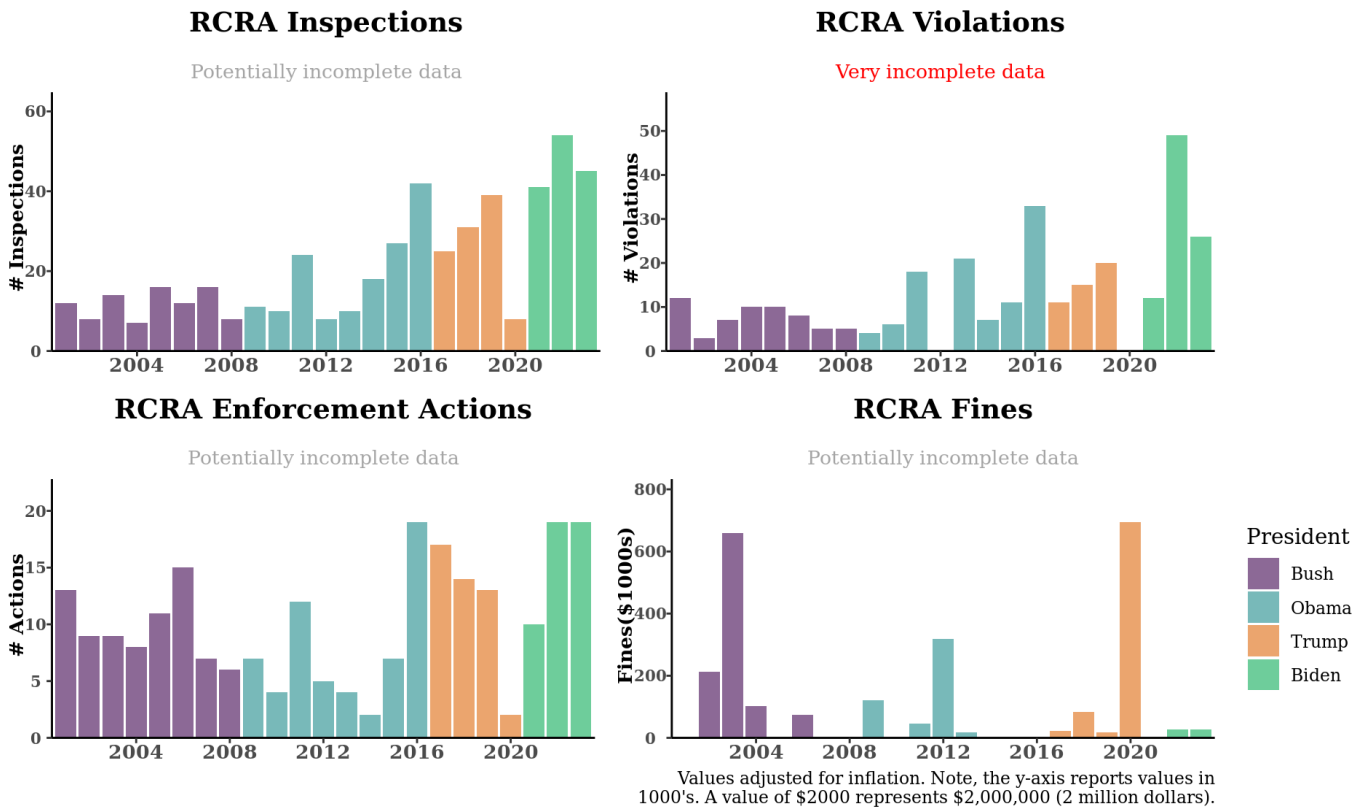 RCRA Inspections
Potentially incomplete data
# Inspections
60
40
20
0
2004 2008 2012 2016 2020
RCRA Violations
Very incomplete data
# Violations
50
40
30
20
10
0
2004 2008 2012 2016 2020
RCRA Enforcement Actions
Potentially incomplete data
# Actions
20
15
10
5
0
2004 2008 2012 2016 2020
RCRA Fines
Potentially incomplete data
Fines($1000s)
800
600
400
200
0
2004 2008 2012 2016 2020
President
Bush
Obama
Trump
Biden
Values adjusted for inflation. Note, the y-axis reports values in
1000's. A value of $2000 represents $2,000,000 (2 million dollars).